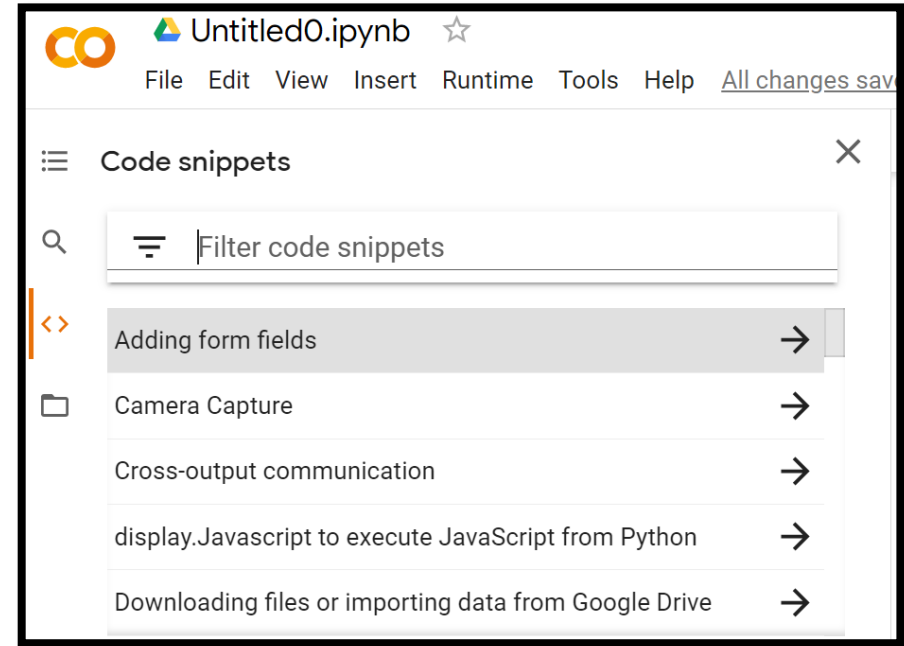 Untitled0.ipynb
File Edit View Insert Runtime Tools Help All changes sav
Code snippets
Filter code snippets
Adding form fields
Camera Capture
Cross-output communication
display.Javascript to execute JavaScript from Python
Downloading files or importing data from Google Drive